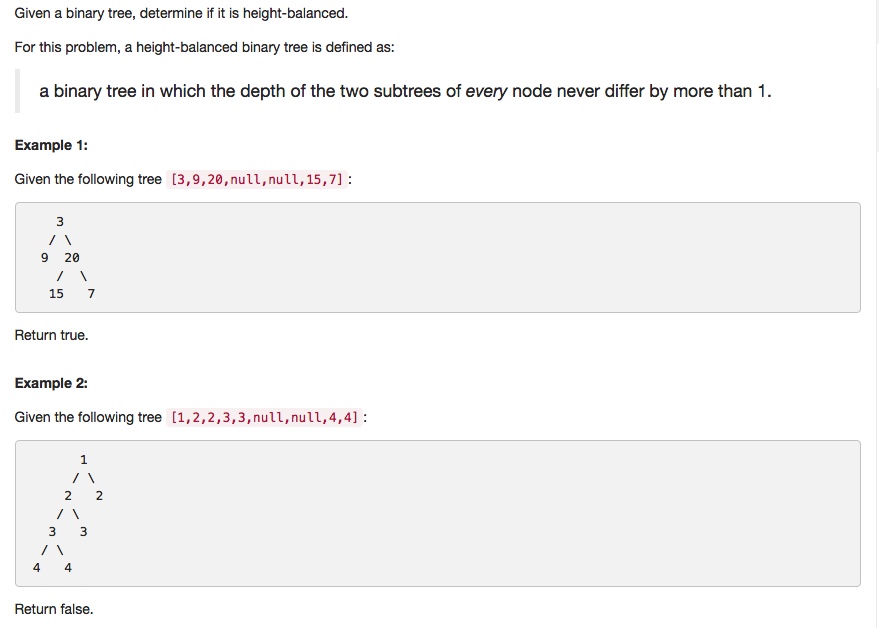 Given a binary tree, determine if it is height-balanced.
For this problem, a height-balanced binary tree is defined as:
a binary tree in which the depth of the two subtrees of every node never differ by more than 1.
Example 1:
Given the following tree [3,9,20,null,null,15,7] :
    3
   / \
  9  20
    /  \
   15   7
Return true.
Example 2:
Given the following tree [1,2,2,3,3,null,null,4,4] :
       1
      / \
     2   2
    / \
   3   3
  / \
 4   4
Return false.